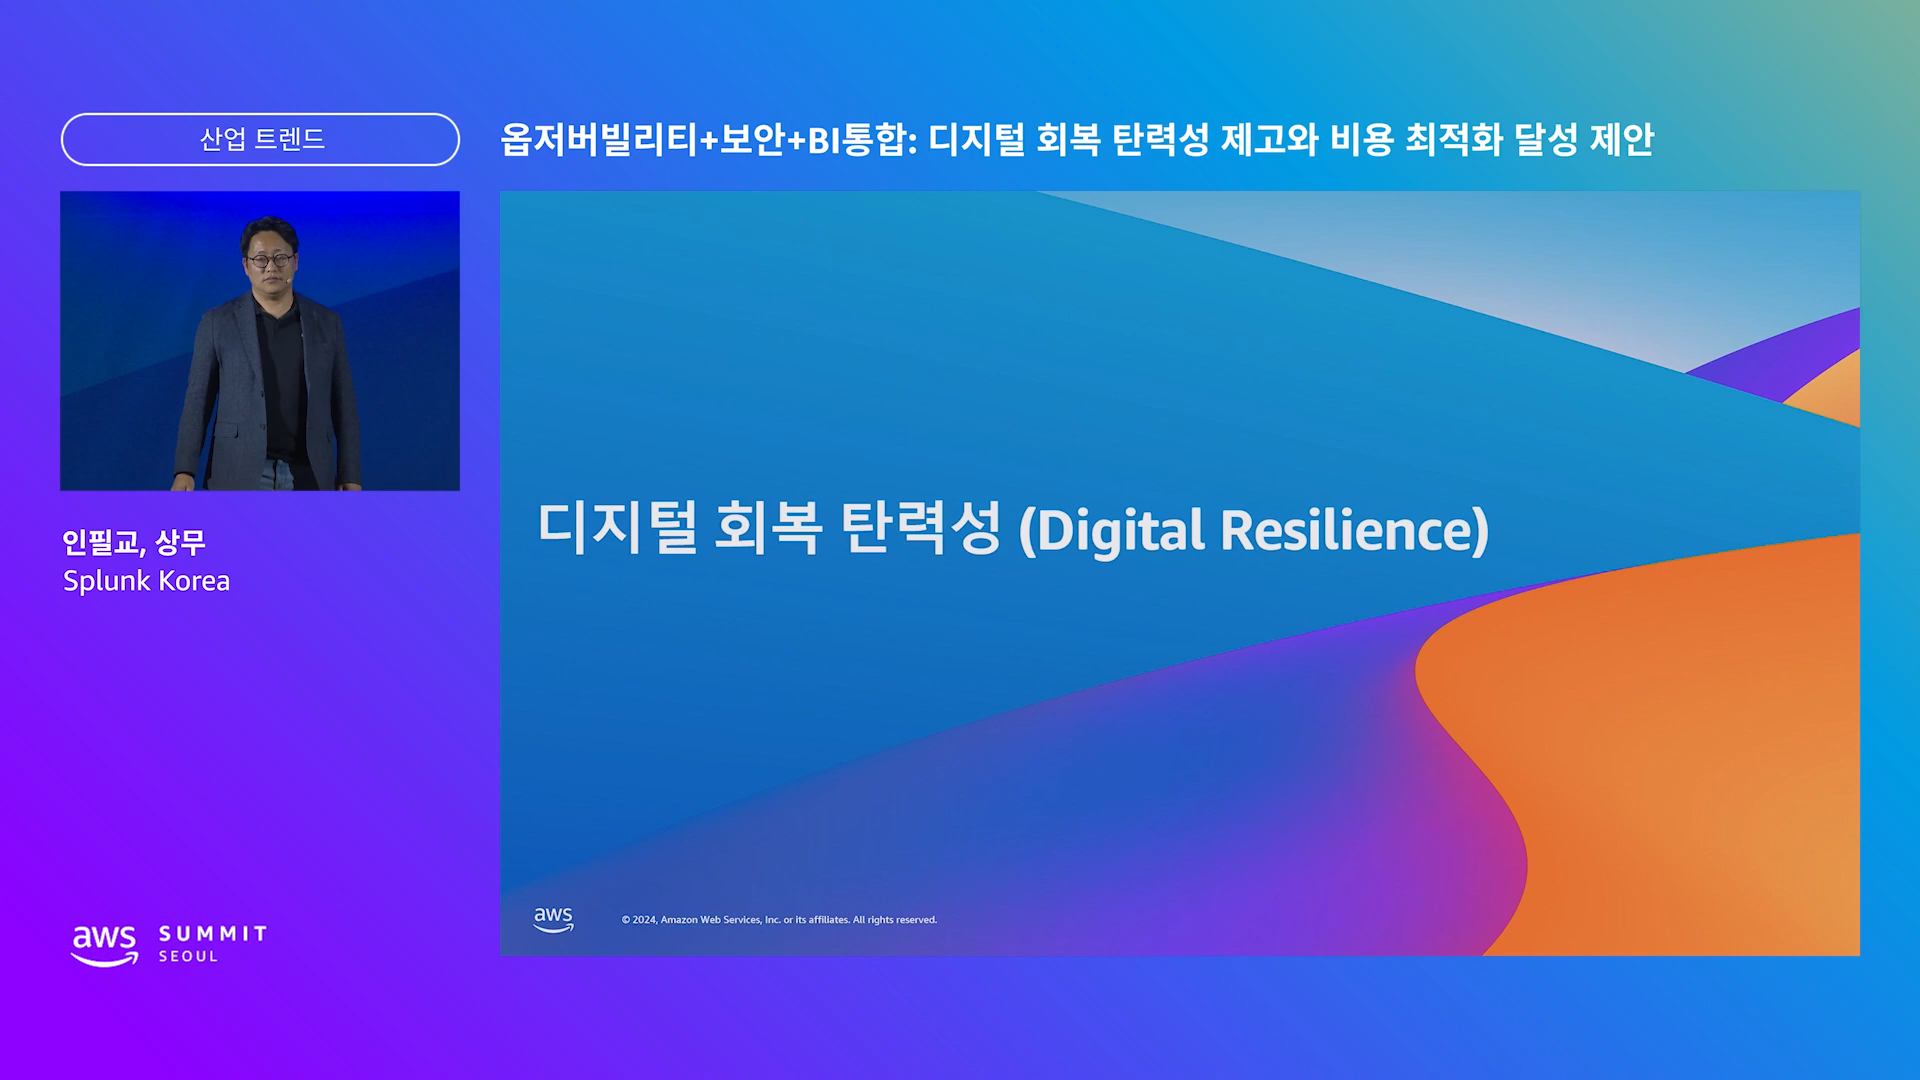 산업 트렌드
옵저버빌리티+보안+BI통합: 디지털 회복 탄력성 제고와 비용 최적화 달성 제안
인필교, 상무
Splunk Korea
디지털 회복 탄력성 (Digital Resilience)
aws
© 2024, Amazon Web Services, Inc. or its affiliates. All rights reserved.
aws SUMMIT
SEOUL